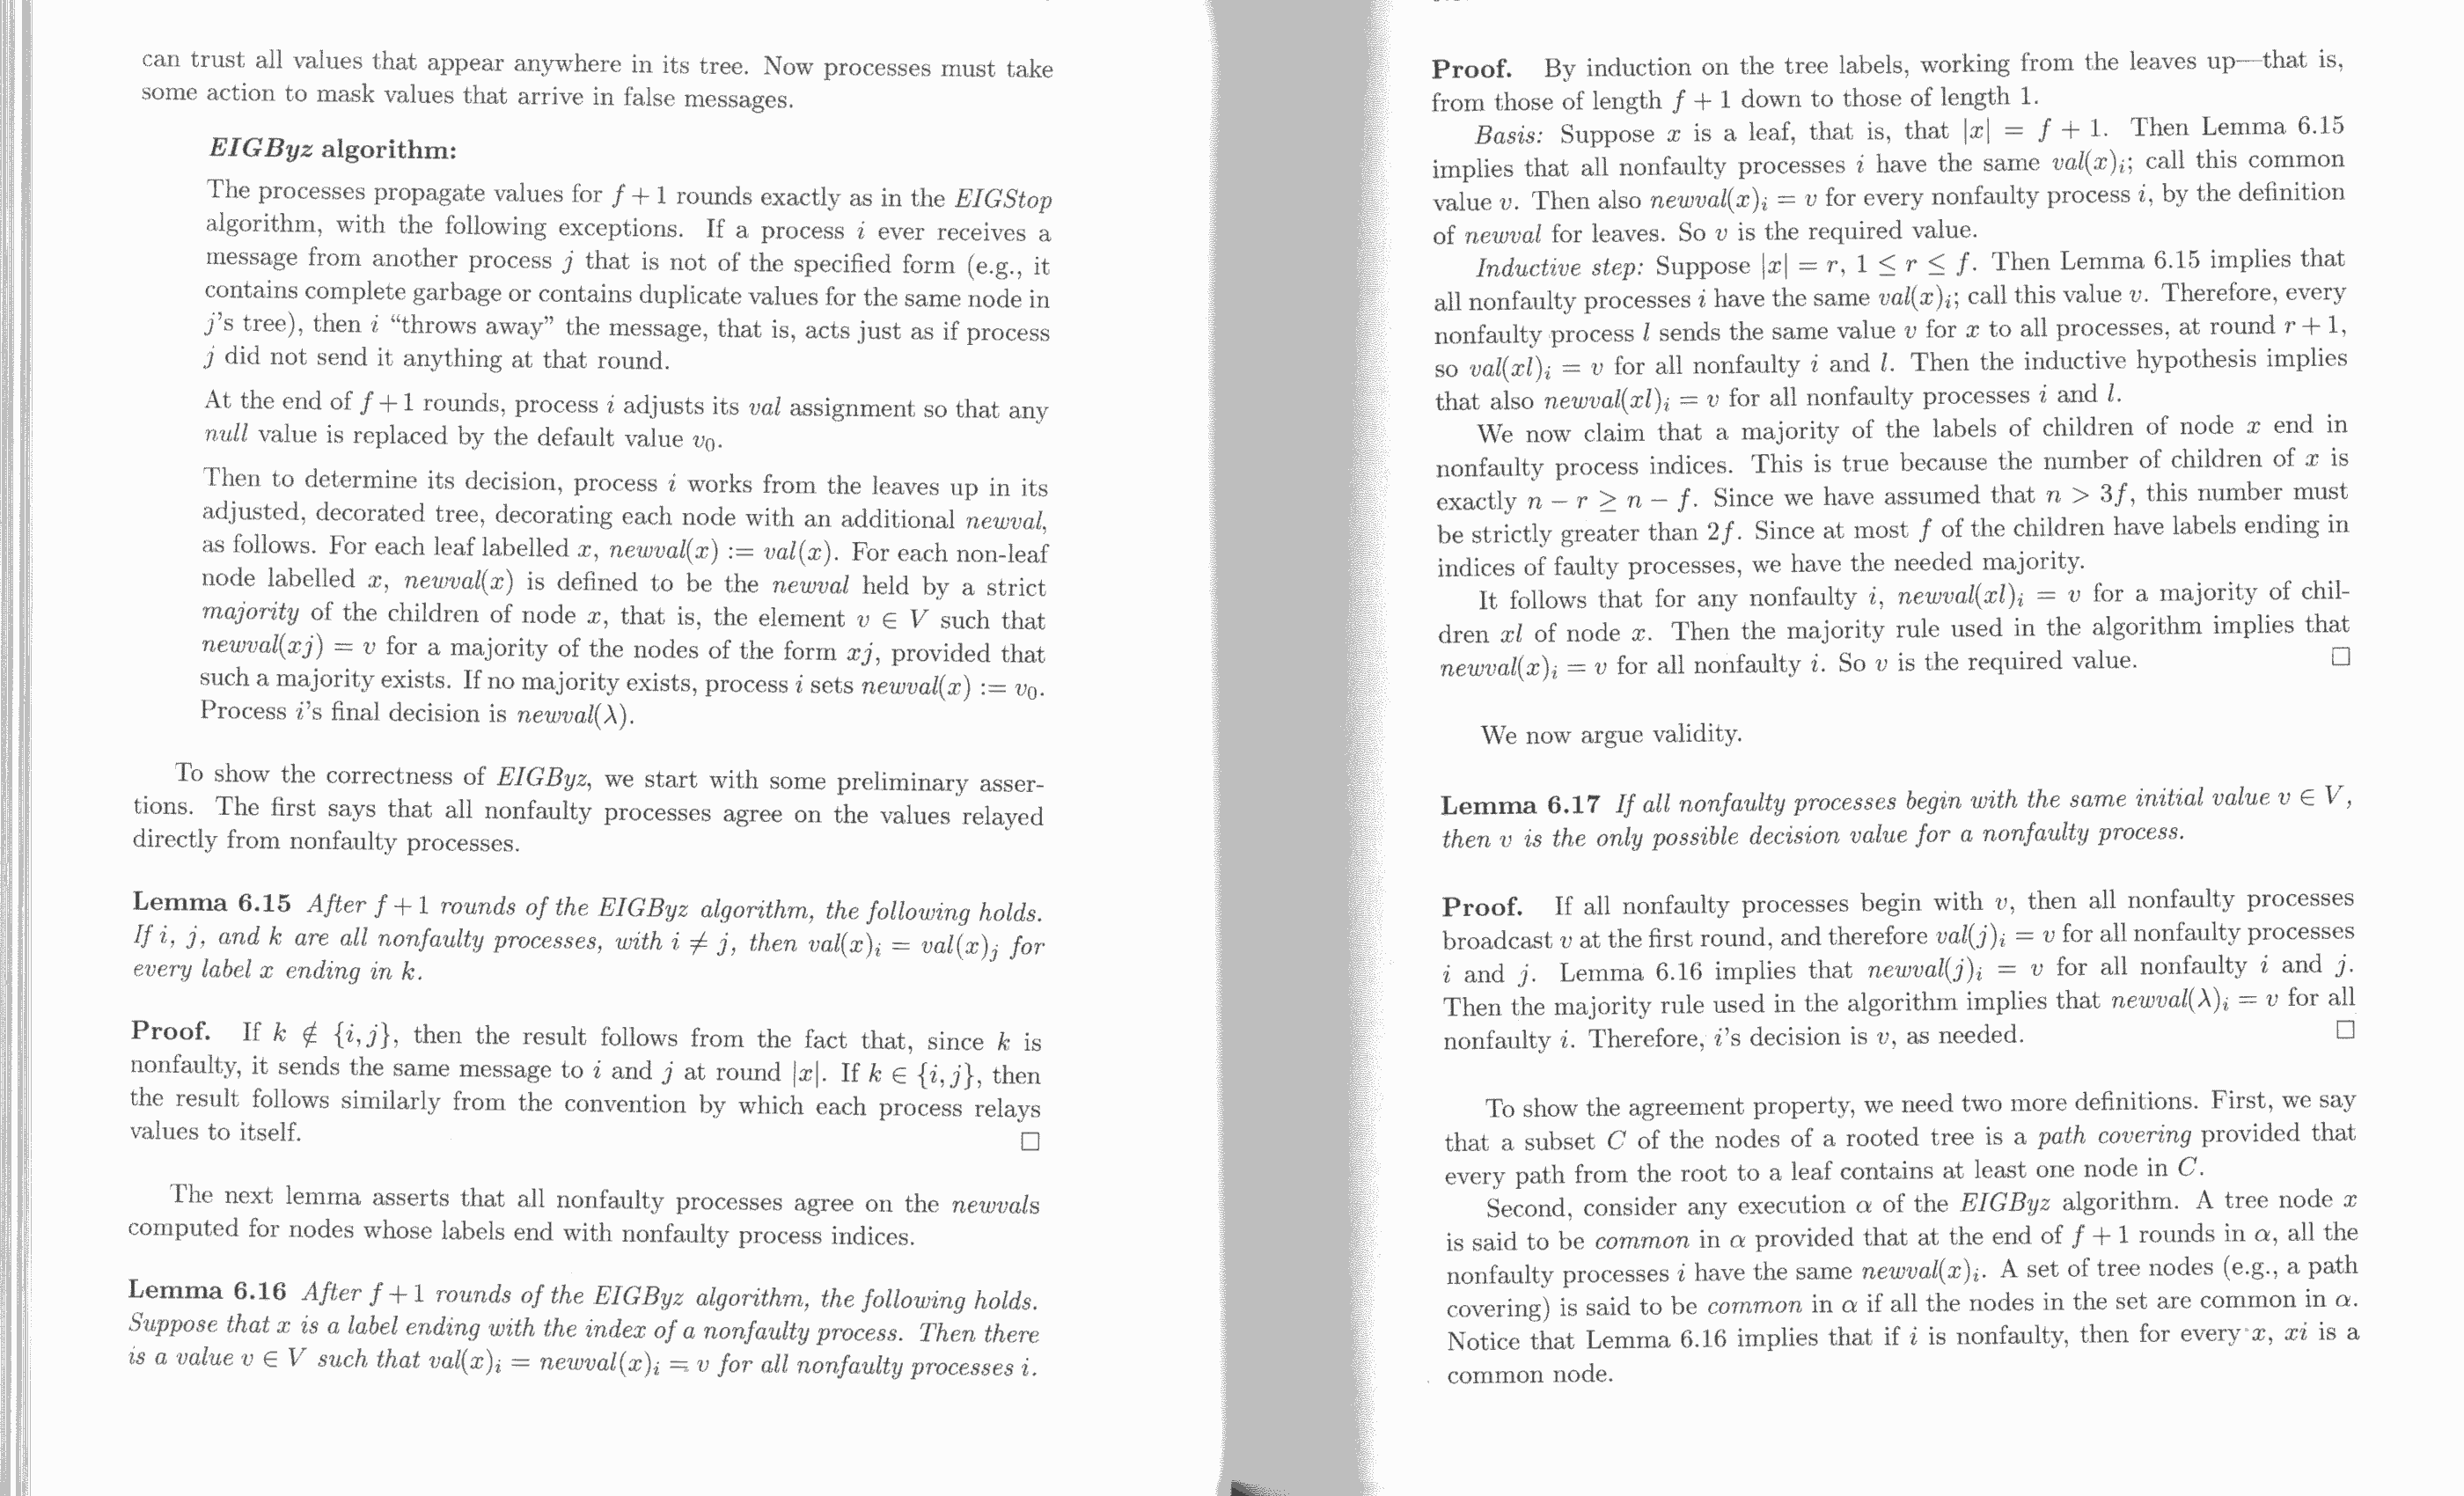 can trust all values that appear anywhere in its tree. Now processes must take
some action to mask values that arrive in false messages.
EIGByz algorithm:
The processes propagate values for f + 1 rounds exactly as in the EIGStop
algorithm, with the following exceptions. If a process i ever receives a
message from another process j that is not of the specified form (e.g., it
contains complete garbage or contains duplicate values for the same node in
j's tree), then i “throws away” the message, that is, acts just as if process
j did not send it anything at that round.
At the end of f + 1 rounds, process i adjusts its val assignment so that any
null value is replaced by the default value v₀.
Then to determine its decision, process i works from the leaves up in its
adjusted, decorated tree, decorating each node with an additional newval,
as follows. For each leaf labelled x, newval(x) := val(x). For each non-leaf
node labelled x, newval(x) is defined to be the newval held by a strict
majority of the children of node x, that is, the element v ∈ V such that
newval(xj) = v for a majority of the nodes of the form xj, provided that
such a majority exists. If no majority exists, process i sets newval(x) := v₀.
Process i's final decision is newval(λ).
To show the correctness of EIGByz, we start with some preliminary asser-
tions. The first says that all nonfaulty processes agree on the values relayed
directly from nonfaulty processes.
Lemma 6.15 After f + 1 rounds of the EIGByz algorithm, the following holds.
If i, j, and k are all nonfaulty processes, with i ≠ j, then val(x)ᵢ = val(x)ⱼ for
every label x ending in k.
Proof. If k ∉ {i, j}, then the result follows from the fact that, since k is
nonfaulty, it sends the same message to i and j at round |x|. If k ∈ {i, j}, then
the result follows similarly from the convention by which each process relays
values to itself. □
The next lemma asserts that all nonfaulty processes agree on the newvals
computed for nodes whose labels end with nonfaulty process indices.
Lemma 6.16 After f + 1 rounds of the EIGByz algorithm, the following holds.
Suppose that x is a label ending with the index of a nonfaulty process. Then there
is a value v ∈ V such that val(x)ᵢ = newval(x)ᵢ = v for all nonfaulty processes i.
Proof. By induction on the tree labels, working from the leaves up—that is,
from those of length f + 1 down to those of length 1.
Basis: Suppose x is a leaf, that is, that |x| = f + 1. Then Lemma 6.15
implies that all nonfaulty processes i have the same val(x)ᵢ; call this common
value v. Then also newval(x)ᵢ = v for every nonfaulty process i, by the definition
of newval for leaves. So v is the required value.
Inductive step: Suppose |x| = r, 1 ≤ r ≤ f. Then Lemma 6.15 implies that
all nonfaulty processes i have the same val(x)ᵢ; call this value v. Therefore, every
nonfaulty process l sends the same value v for x to all processes, at round r + 1,
so val(xl)ᵢ = v for all nonfaulty i and l. Then the inductive hypothesis implies
that also newval(xl)ᵢ = v for all nonfaulty processes i and l.
We now claim that a majority of the labels of children of node x end in
nonfaulty process indices. This is true because the number of children of x is
exactly n − r ≥ n − f. Since we have assumed that n > 3f, this number must
be strictly greater than 2f. Since at most f of the children have labels ending in
indices of faulty processes, we have the needed majority.
It follows that for any nonfaulty i, newval(xl)ᵢ = v for a majority of chil-
dren xl of node x. Then the majority rule used in the algorithm implies that
newval(x)ᵢ = v for all nonfaulty i. So v is the required value. □
We now argue validity.
Lemma 6.17 If all nonfaulty processes begin with the same initial value v ∈ V,
then v is the only possible decision value for a nonfaulty process.
Proof. If all nonfaulty processes begin with v, then all nonfaulty processes
broadcast v at the first round, and therefore val(j)ᵢ = v for all nonfaulty processes
i and j. Lemma 6.16 implies that newval(j)ᵢ = v for all nonfaulty i and j.
Then the majority rule used in the algorithm implies that newval(λ)ᵢ = v for all
nonfaulty i. Therefore, i's decision is v, as needed. □
To show the agreement property, we need two more definitions. First, we say
that a subset C of the nodes of a rooted tree is a path covering provided that
every path from the root to a leaf contains at least one node in C.
Second, consider any execution α of the EIGByz algorithm. A tree node x
is said to be common in α provided that at the end of f + 1 rounds in α, all the
nonfaulty processes i have the same newval(x)ᵢ. A set of tree nodes (e.g., a path
covering) is said to be common in α if all the nodes in the set are common in α.
Notice that Lemma 6.16 implies that if i is nonfaulty, then for every x, xi is a
common node.